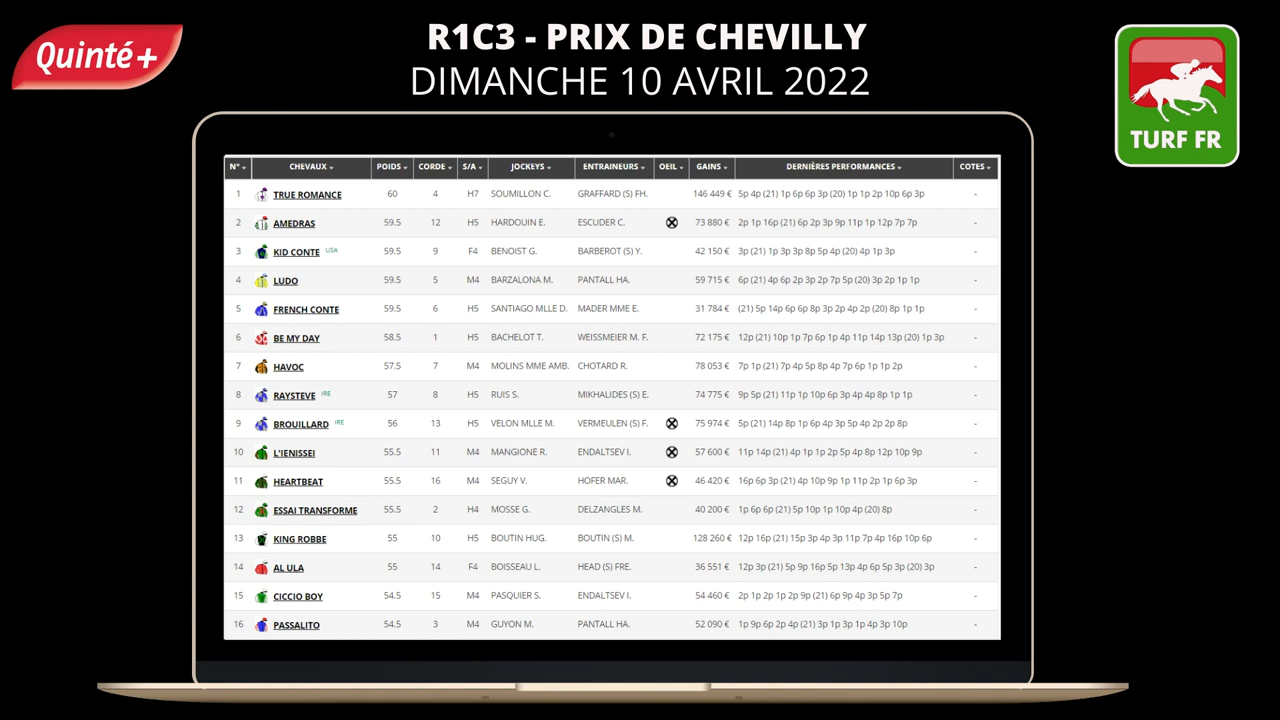 Quinté+
R1C3 - PRIX DE CHEVILLY
DIMANCHE 10 AVRIL 2022
TURF FR
N° CHEVAUX POIDS CORDE S/A JOCKEYS ENTRAINEURS OEIL GAINS DERNIÈRES PERFORMANCES COTES
1 TRUE ROMANCE 60 4 H7 SOUMILLON C. GRAFFARD (S) FH. 146 449 € 5p 4p (21) 1p 6p 6p 3p (20) 1p 1p 2p 10p 6p 3p -
2 AMEDRAS 59.5 12 H5 HARDOUIN E. ESCUDER C. 73 880 € 2p 1p 16p (21) 6p 2p 3p 9p 11p 1p 12p 7p 7p -
3 KID CONTE USA 59.5 9 F4 BENOIST G. BARBEROT (S) Y. 42 150 € 3p (21) 1p 3p 3p 8p 5p 4p (20) 4p 1p 3p -
4 LUDO 59.5 5 M4 BARZALONA M. PANTALL HA. 59 715 € 6p (21) 4p 6p 2p 3p 2p 7p 5p (20) 3p 2p 1p 1p -
5 FRENCH CONTE 59.5 6 H5 SANTIAGO MLLE D. MADER MME E. 31 784 € (21) 5p 14p 6p 6p 8p 3p 2p 4p 2p (20) 8p 1p 1p -
6 BE MY DAY 58.5 1 H5 BACHELOT T. WEISSMEIER M. F. 72 175 € 12p (21) 10p 1p 7p 6p 1p 4p 11p 14p 13p (20) 1p 3p -
7 HAVOC 57.5 7 M4 MOLINS MME AMB. CHOTARD R. 78 053 € 7p 1p (21) 7p 4p 5p 8p 4p 7p 6p 1p 1p 2p -
8 RAYSTEVE IRE 57 8 H5 RUIS S. MIKHALIDES (S) E. 74 775 € 9p 5p (21) 11p 1p 10p 6p 3p 4p 4p 8p 1p 1p -
9 BROUILLARD IRE 56 13 H5 VELON MLLE M. VERMEULEN (S) F. 75 974 € 5p (21) 14p 8p 1p 6p 4p 3p 5p 4p 2p 2p 8p -
10 L'IENISSEI 55.5 11 M4 MANGIONE R. ENDALTSEV I. 57 600 € 11p 14p (21) 4p 1p 1p 2p 5p 4p 8p 12p 10p 9p -
11 HEARTBEAT 55.5 16 M4 SEGUY V. HOFER MAR. 46 420 € 16p 6p 3p (21) 4p 10p 9p 1p 11p 2p 1p 6p 3p -
12 ESSAI TRANSFORME 55.5 2 H4 MOSSE G. DELZANGLES M. 40 200 € 1p 6p 6p (21) 5p 10p 1p 10p 4p (20) 8p -
13 KING ROBBE 55 10 H5 BOUTIN HUG. BOUTIN (S) M. 128 260 € 12p 16p (21) 15p 3p 4p 3p 11p 7p 4p 16p 10p 6p -
14 AL ULA 55 14 F4 BOISSEAU L. HEAD (S) FRE. 36 551 € 12p 3p (21) 5p 9p 16p 5p 13p 4p 6p 5p 3p (20) 3p -
15 CICCIO BOY 54.5 15 M4 PASQUIER S. ENDALTSEV I. 54 460 € 2p 1p 2p 1p 2p 9p (21) 6p 9p 4p 3p 5p 7p -
16 PASSALITO 54.5 3 M4 GUYON M. PANTALL HA. 52 090 € 1p 9p 6p 2p 4p (21) 3p 1p 3p 1p 4p 3p 10p -